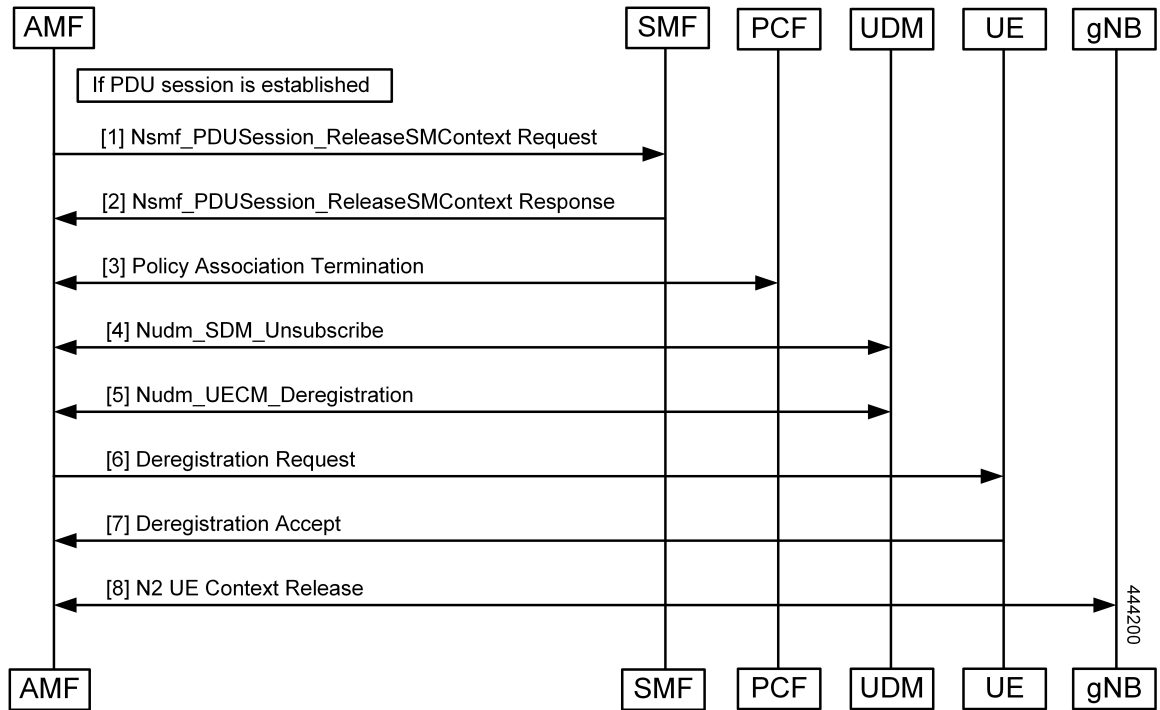 AMF
SMF
PCF
UDM
UE
gNB
If PDU session is established
[1] Nsmf_PDUSession_ReleaseSMContext Request
[2] Nsmf_PDUSession_ReleaseSMContext Response
[3] Policy Association Termination
[4] Nudm_SDM_Unsubscribe
[5] Nudm_UECM_Deregistration
[6] Deregistration Request
[7] Deregistration Accept
[8] N2 UE Context Release
444200
AMF
SMF
PCF
UDM
UE
gNB